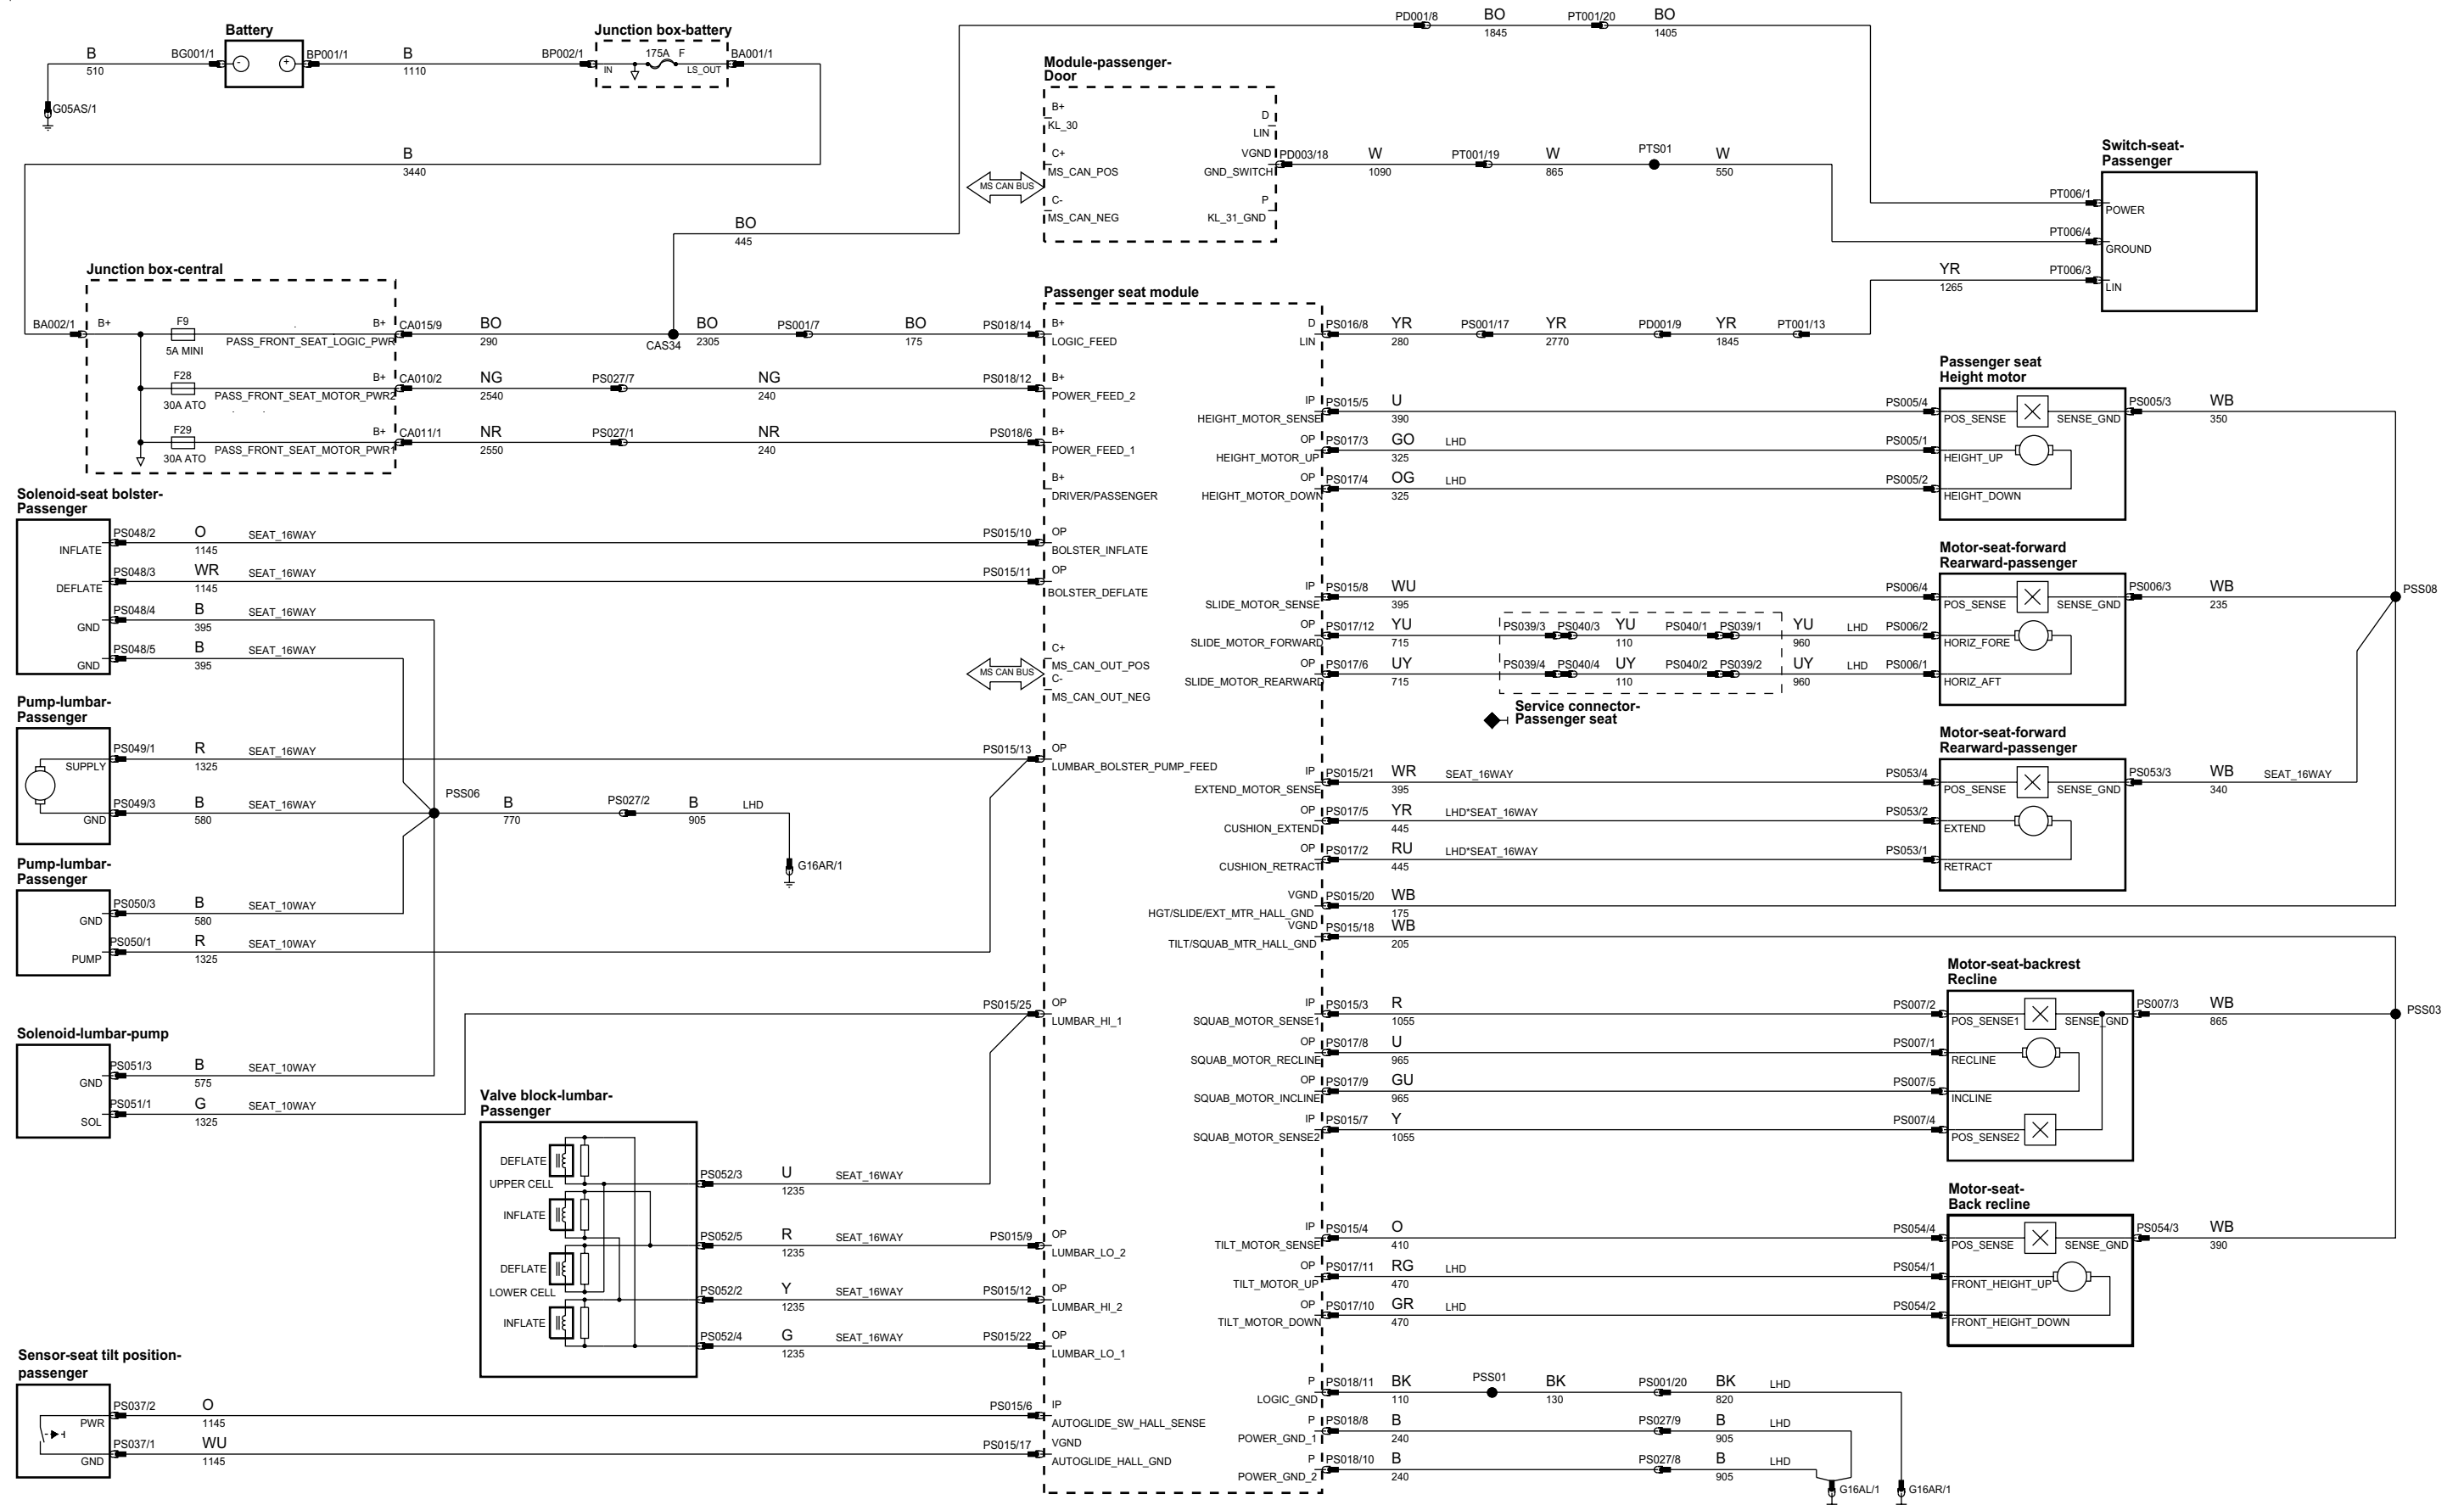 PD001/8 BO PT001/20 BO
1845 1405
Battery
Junction box-battery
B BG001/1 BP001/1 B BP002/1 175A F BA001/1
510 - + 1110 IN LS_OUT
G05AS/1
B
3440
Module-passenger-
Door
B+
KL_30
D
LIN
C+
MS_CAN_POS
VGND
GND_SWITCH
MS CAN BUS
C-
MS_CAN_NEG
P
KL_31_GND
PD003/18 W PT001/19 W PTS01 W
1090 865 550
Switch-seat-
Passenger
PT006/1
POWER
PT006/4
GROUND
YR PT006/3
1265 LIN
BO
445
Junction box-central
BA002/1 B+ F9 B+ CA015/9 BO BO PS001/7 BO PS018/14
5A MINI PASS_FRONT_SEAT_LOGIC_PWR 290 CAS34 2305 175
F28 B+ CA010/2 NG PS027/7 NG PS018/12
30A ATO PASS_FRONT_SEAT_MOTOR_PWR2 2540 240
F29 B+ CA011/1 NR PS027/1 NR PS018/6
30A ATO PASS_FRONT_SEAT_MOTOR_PWR1 2550 240
Passenger seat module
B+
LOGIC_FEED
B+
POWER_FEED_2
B+
POWER_FEED_1
B+
DRIVER/PASSENGER
D PS016/8 YR PS001/17 YR PD001/9 YR PT001/13
LIN 280 2770 1845
Passenger seat
Height motor
IP PS015/5 U PS005/4 PS005/3 WB
HEIGHT_MOTOR_SENSE 390 POS_SENSE SENSE_GND 350
OP PS017/3 GO LHD PS005/1
HEIGHT_MOTOR_UP 325 HEIGHT_UP
OP PS017/4 OG LHD PS005/2
HEIGHT_MOTOR_DOWN 325 HEIGHT_DOWN
Solenoid-seat bolster-
Passenger
PS048/2 O SEAT_16WAY PS015/10 OP
INFLATE 1145 BOLSTER_INFLATE
PS048/3 WR SEAT_16WAY PS015/11 OP
DEFLATE 1145 BOLSTER_DEFLATE
PS048/4 B SEAT_16WAY
GND 395
PS048/5 B SEAT_16WAY
GND 395
C+
MS_CAN_OUT_POS
MS CAN BUS
C-
MS_CAN_OUT_NEG
Motor-seat-forward
Rearward-passenger
IP PS015/8 WU PS006/4 PS006/3 WB PSS08
SLIDE_MOTOR_SENSE 395 POS_SENSE SENSE_GND 235
OP PS017/12 YU PS039/3 PS040/3 YU PS040/1 PS039/1 YU LHD PS006/2
SLIDE_MOTOR_FORWARD 715 110 960 HORIZ_FORE
OP PS017/6 UY PS039/4 PS040/4 UY PS040/2 PS039/2 UY LHD PS006/1
SLIDE_MOTOR_REARWARD 715 110 960 HORIZ_AFT
Service connector-
Passenger seat
Pump-lumbar-
Passenger
PS049/1 R SEAT_16WAY PS015/13 OP
SUPPLY 1325 LUMBAR_BOLSTER_PUMP_FEED
PS049/3 B SEAT_16WAY PSS06 B PS027/2 B LHD
GND 580 770 905
G16AR/1
Motor-seat-forward
Rearward-passenger
IP PS015/21 WR SEAT_16WAY PS053/4 PS053/3 WB SEAT_16WAY
EXTEND_MOTOR_SENSE 395 POS_SENSE SENSE_GND 340
OP PS017/5 YR LHD*SEAT_16WAY PS053/2
CUSHION_EXTEND 445 EXTEND
OP PS017/2 RU LHD*SEAT_16WAY PS053/1
CUSHION_RETRACT 445 RETRACT
Pump-lumbar-
Passenger
PS050/3 B SEAT_10WAY
GND 580
PS050/1 R SEAT_10WAY
PUMP 1325
VGND PS015/20 WB
HGT/SLIDE/EXT_MTR_HALL_GND 175
VGND PS015/18 WB
TILT/SQUAB_MTR_HALL_GND 205
Motor-seat-backrest
Recline
PS015/25 OP
LUMBAR_HI_1
IP PS015/3 R PS007/2 PS007/3 WB PSS03
SQUAB_MOTOR_SENSE1 1055 POS_SENSE1 SENSE_GND 865
OP PS017/8 U PS007/1
SQUAB_MOTOR_RECLINE 965 RECLINE
OP PS017/9 GU PS007/5
SQUAB_MOTOR_INCLINE 965 INCLINE
IP PS015/7 Y PS007/4
SQUAB_MOTOR_SENSE2 1055 POS_SENSE2
Solenoid-lumbar-pump
PS051/3 B SEAT_10WAY
GND 575
PS051/1 G SEAT_10WAY
SOL 1325
Valve block-lumbar-
Passenger
DEFLATE
UPPER CELL
INFLATE
DEFLATE
LOWER CELL
INFLATE
PS052/3 U SEAT_16WAY
1235
PS052/5 R SEAT_16WAY PS015/9 OP
1235 LUMBAR_LO_2
PS052/2 Y SEAT_16WAY PS015/12 OP
1235 LUMBAR_HI_2
PS052/4 G SEAT_16WAY PS015/22 OP
1235 LUMBAR_LO_1
Motor-seat-
Back recline
IP PS015/4 O PS054/4 PS054/3 WB
TILT_MOTOR_SENSE 410 POS_SENSE SENSE_GND 390
OP PS017/11 RG LHD PS054/1
TILT_MOTOR_UP 470 FRONT_HEIGHT_UP
OP PS017/10 GR LHD PS054/2
TILT_MOTOR_DOWN 470 FRONT_HEIGHT_DOWN
Sensor-seat tilt position-
passenger
PS037/2 O PS015/6 IP
PWR 1145 AUTOGLIDE_SW_HALL_SENSE
PS037/1 WU PS015/17 VGND
GND 1145 AUTOGLIDE_HALL_GND
P PS018/11 BK PSS01 BK PS001/20 BK LHD
LOGIC_GND 110 130 820
P PS018/8 B PS027/9 B LHD
POWER_GND_1 240 905
P PS018/10 B PS027/8 B LHD
POWER_GND_2 240 905
G16AL/1 G16AR/1